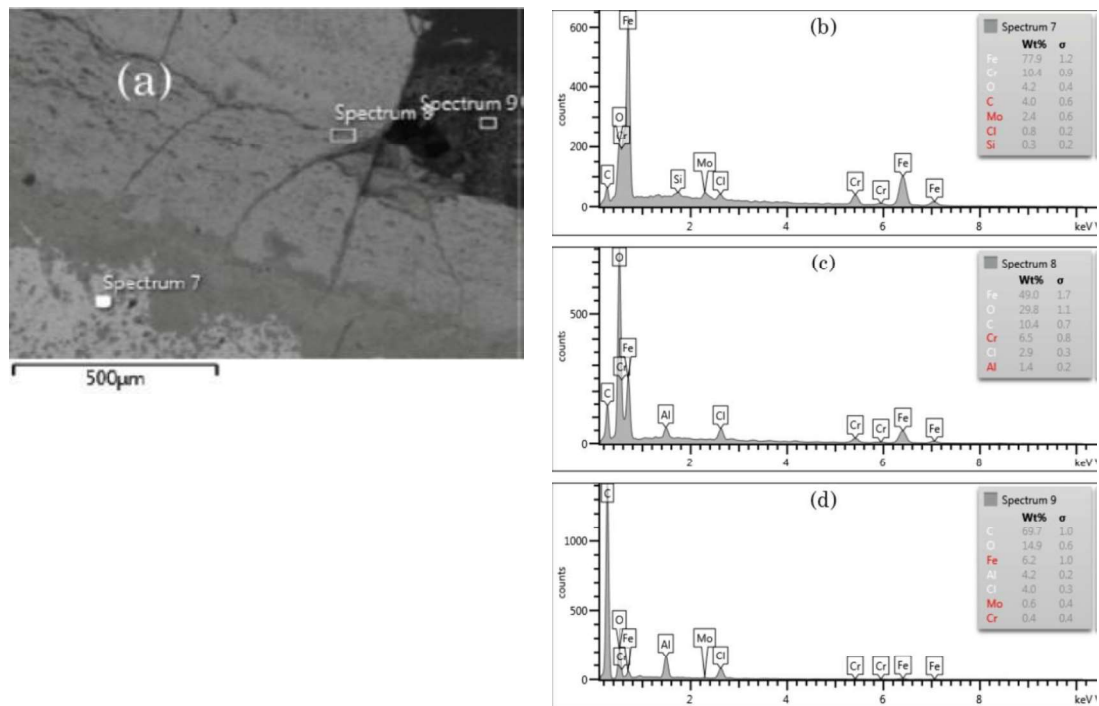 (a)
Spectrum 8
Spectrum 9
Spectrum 7
500µm
(b)
600
400
200
0
counts
C
O
Cr
Fe
Si
Mo
Cl
Cr
Cr
Fe
Fe
2
4
6
8
keV
Spectrum 7
Wt% σ
Fe 77.9 1.2
Cr 10.4 0.9
O 4.2 0.4
C 4.0 0.6
Mo 2.4 0.6
Cl 0.8 0.2
Si 0.3 0.2
(c)
500
0
counts
C
O
Cr
Fe
Al
Cl
Cr
Cr
Fe
Fe
2
4
6
8
keV
Spectrum 8
Wt% σ
Fe 49.0 1.7
O 29.8 1.1
C 10.4 0.7
Cr 6.5 0.8
Cl 2.9 0.3
Al 1.4 0.2
(d)
1000
500
0
counts
C
O
Cr
Fe
Al
Mo
Cl
Cr
Cr
Fe
Fe
2
4
6
8
keV
Spectrum 9
Wt% σ
C 69.7 1.0
O 14.9 0.6
Fe 6.2 1.0
Al 4.2 0.2
Cl 4.0 0.3
Mo 0.6 0.4
Cr 0.4 0.4